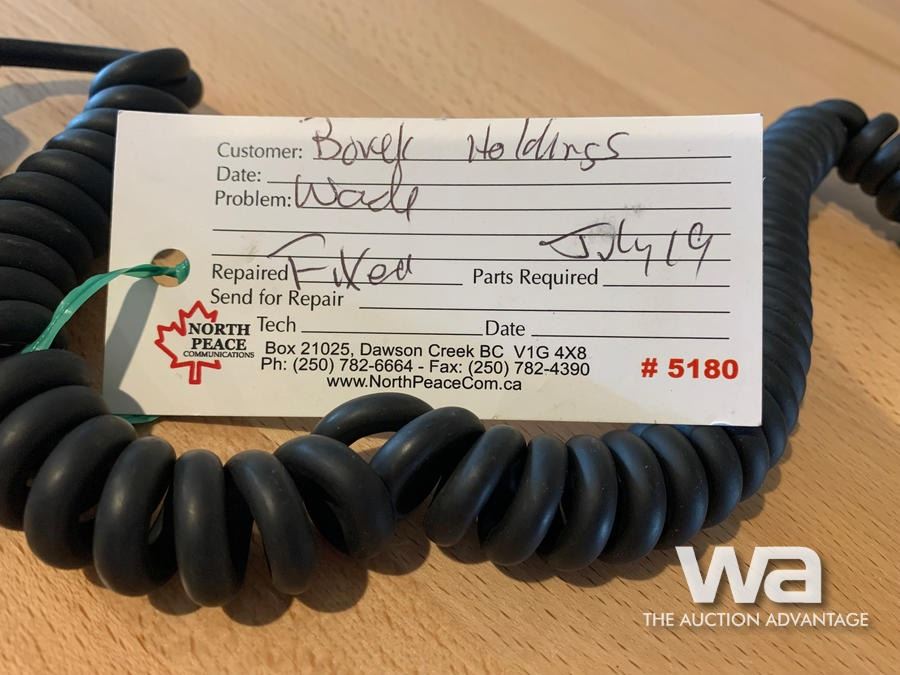 Customer: Borek Holdings
Date:
Problem: Wade
July 19
Repaired Fixed Parts Required
Send for Repair
Tech Date
NORTH PEACE COMMUNICATIONS
Box 21025, Dawson Creek BC V1G 4X8
Ph: (250) 782-6664 - Fax: (250) 782-4390
www.NorthPeaceCom.ca
# 5180
wa
THE AUCTION ADVANTAGE